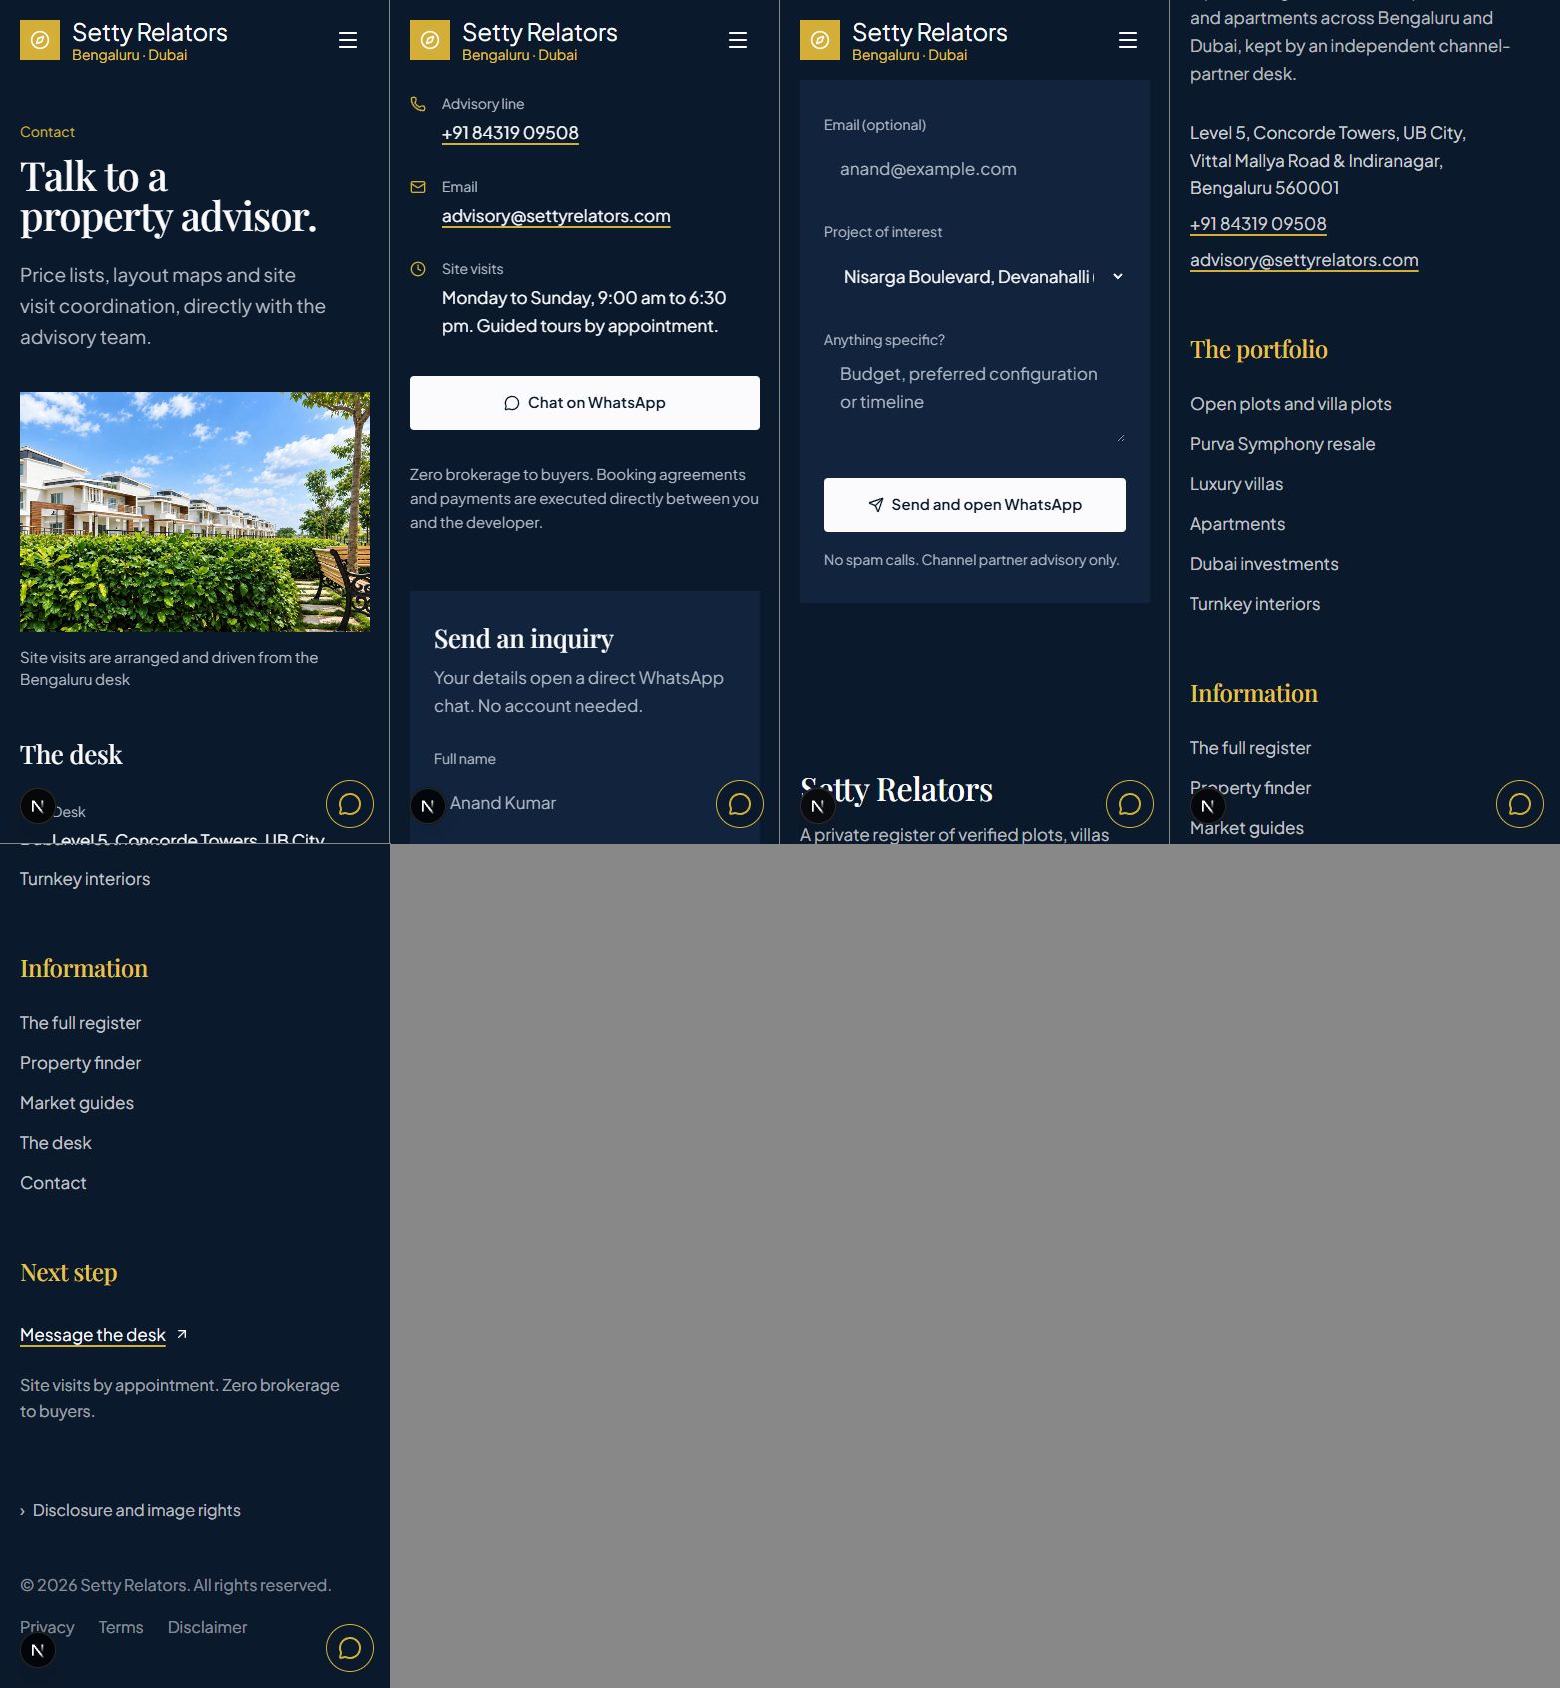 Setty Relators
Bengaluru · Dubai
Contact
Talk to a
property advisor.
Price lists, layout maps and site
visit coordination, directly with the
advisory team.
Site visits are arranged and driven from the
Bengaluru desk
The desk
Desk
Level 5, Concorde Towers, UB City,
N
Setty Relators
Bengaluru · Dubai
Advisory line
+91 84319 09508
Email
advisory@settyrelators.com
Site visits
Monday to Sunday, 9:00 am to 6:30
pm. Guided tours by appointment.
Chat on WhatsApp
Zero brokerage to buyers. Booking agreements
and payments are executed directly between you
and the developer.
Send an inquiry
Your details open a direct WhatsApp
chat. No account needed.
Full name
Anand Kumar
N
Setty Relators
Bengaluru · Dubai
Email (optional)
anand@example.com
Project of interest
Nisarga Boulevard, Devanahalli (
Anything specific?
Budget, preferred configuration
or timeline
Send and open WhatsApp
No spam calls. Channel partner advisory only.
Setty Relators
A private register of verified plots, villas
N
and apartments across Bengaluru and
Dubai, kept by an independent channel-
partner desk.
Level 5, Concorde Towers, UB City,
Vittal Mallya Road & Indiranagar,
Bengaluru 560001
+91 84319 09508
advisory@settyrelators.com
The portfolio
Open plots and villa plots
Purva Symphony resale
Luxury villas
Apartments
Dubai investments
Turnkey interiors
Information
The full register
Property finder
Market guides
N
Turnkey interiors
Information
The full register
Property finder
Market guides
The desk
Contact
Next step
Message the desk
Site visits by appointment. Zero brokerage
to buyers.
› Disclosure and image rights
© 2026 Setty Relators. All rights reserved.
Privacy Terms Disclaimer
N